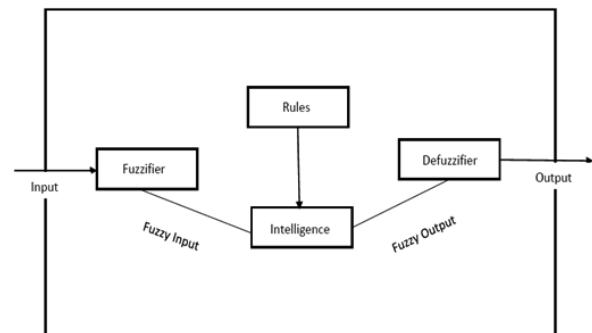 Rules
Fuzzifier
Defuzzifier
Input
Output
Intelligence
Fuzzy Input
Fuzzy Output